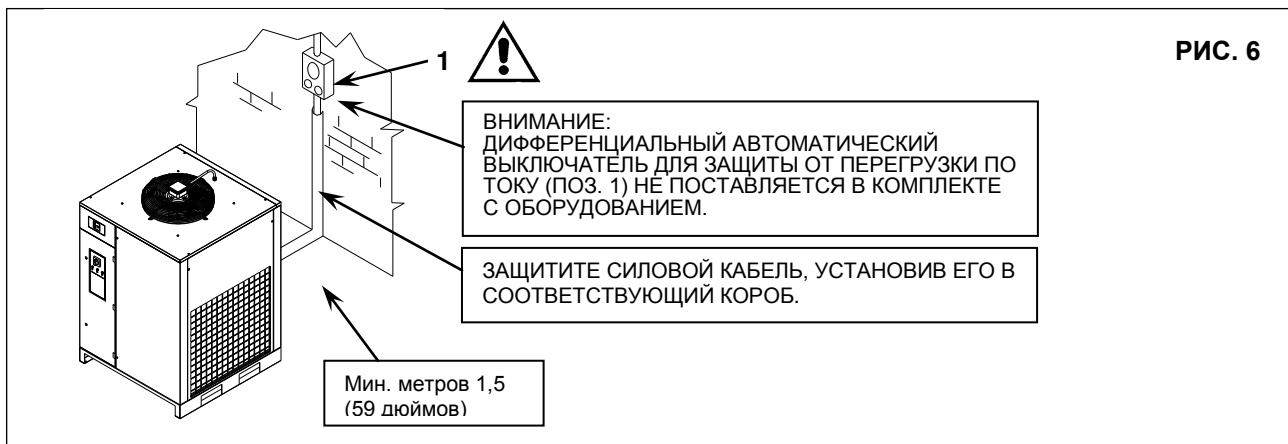 1
РИС. 6
ВНИМАНИЕ:
ДИФФЕРЕНЦИАЛЬНЫЙ АВТОМАТИЧЕСКИЙ
ВЫКЛЮЧАТЕЛЬ ДЛЯ ЗАЩИТЫ ОТ ПЕРЕГРУЗКИ ПО
ТОКУ (ПОЗ. 1) НЕ ПОСТАВЛЯЕТСЯ В КОМПЛЕКТЕ
С ОБОРУДОВАНИЕМ.
ЗАЩИТИТЕ СИЛОВОЙ КАБЕЛЬ, УСТАНОВИВ ЕГО В
СООТВЕТСТВУЮЩИЙ КОРОБ.
Мин. метров 1,5
(59 дюймов)